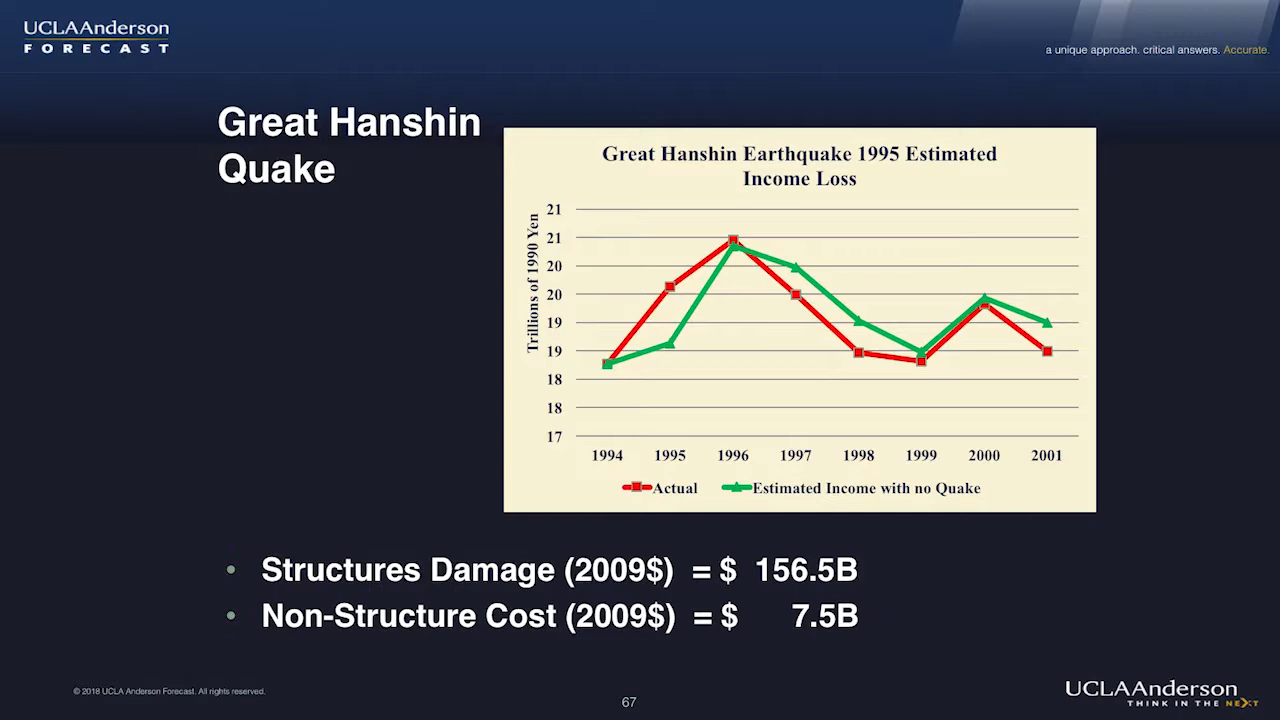 UCLAAnderson
FORECAST
a unique approach. critical answers. Accurate.
Great Hanshin
Quake
Great Hanshin Earthquake 1995 Estimated
Income Loss
Trillions of 1990 Yen
21
21
20
20
19
19
18
18
17
1994 1995 1996 1997 1998 1999 2000 2001
Actual Estimated Income with no Quake
• Structures Damage (2009$) = $ 156.5B
• Non-Structure Cost (2009$) = $ 7.5B
© 2018 UCLA Anderson Forecast. All rights reserved.
67
UCLAAnderson
THINK IN THE NEXT